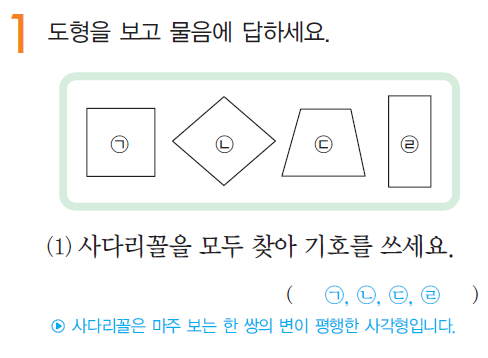 1 도형을 보고 물음에 답하세요.
㉠ ㉡ ㉢ ㉣
(1) 사다리꼴을 모두 찾아 기호를 쓰세요.
( ㉠, ㉡, ㉢, ㉣ )
▶ 사다리꼴은 마주 보는 한 쌍의 변이 평행한 사각형입니다.